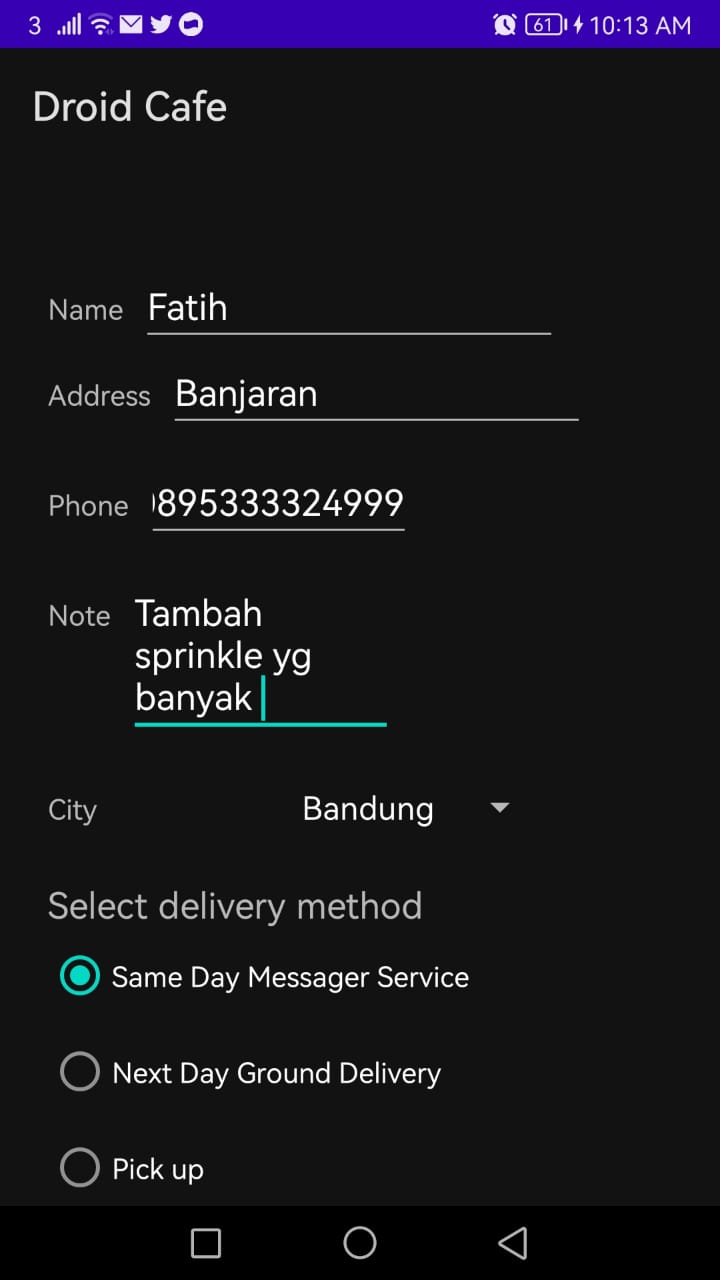 3 61 10:13 AM
Droid Cafe
Name Fatih
Address Banjaran
Phone 895333324999
Note Tambah
sprinkle yg
banyak
City Bandung
Select delivery method
Same Day Messager Service
Next Day Ground Delivery
Pick up